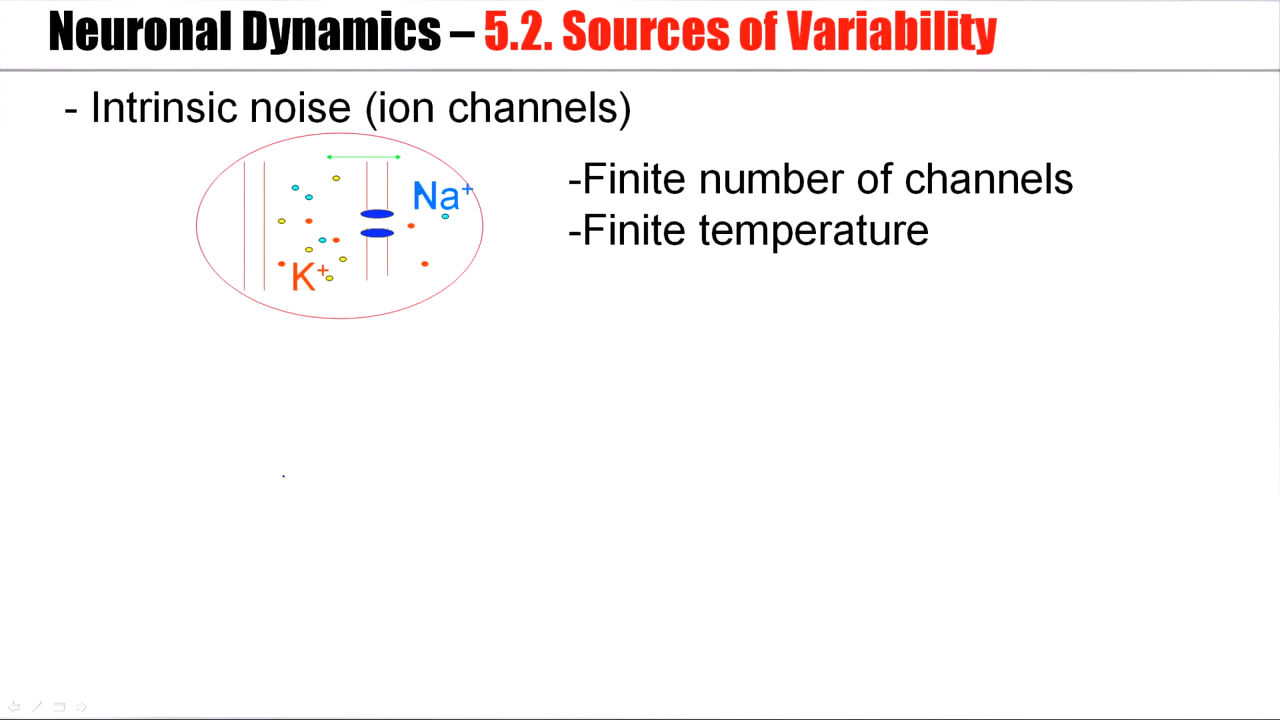 Neuronal Dynamics – 5.2. Sources of Variability
- Intrinsic noise (ion channels)
Na⁺
K⁺
-Finite number of channels
-Finite temperature